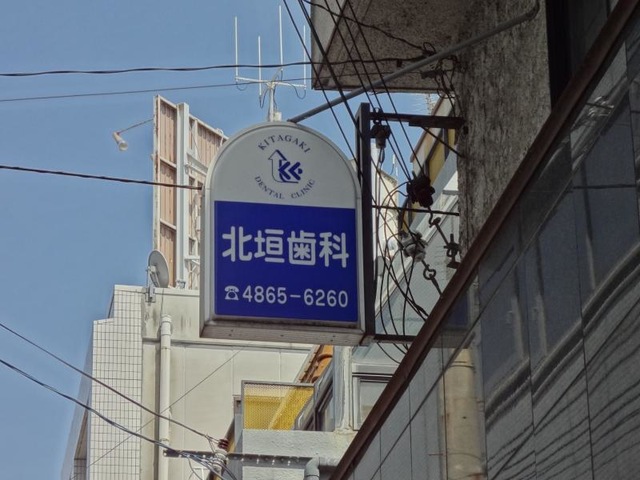 KITAGAKI
DENTAL CLINIC
北垣歯科
☎4865-6260